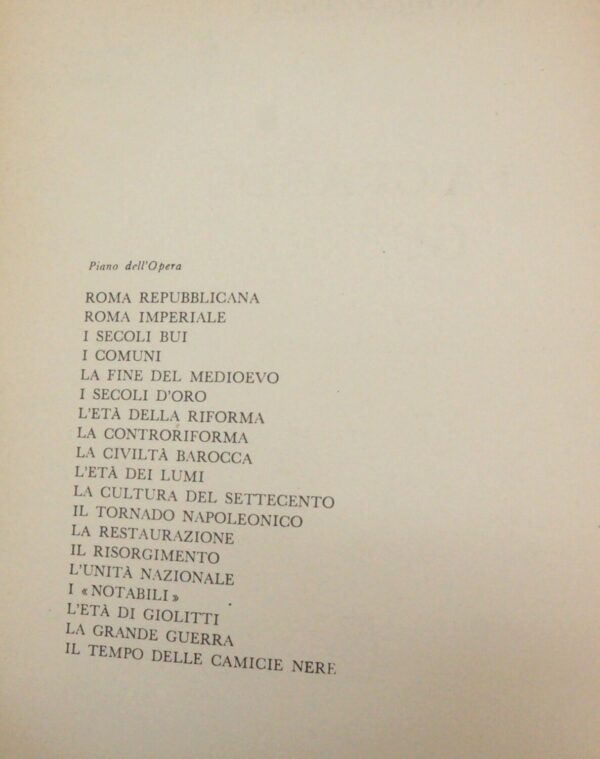 Piano dell'Opera
ROMA REPUBBLICANA
ROMA IMPERIALE
I SECOLI BUI
I COMUNI
LA FINE DEL MEDIOEVO
I SECOLI D'ORO
L'ETÀ DELLA RIFORMA
LA CONTRORIFORMA
LA CIVILTÀ BAROCCA
L'ETÀ DEI LUMI
LA CULTURA DEL SETTECENTO
IL TORNADO NAPOLEONICO
LA RESTAURAZIONE
IL RISORGIMENTO
L'UNITÀ NAZIONALE
I «NOTABILI»
L'ETÀ DI GIOLITTI
LA GRANDE GUERRA
IL TEMPO DELLE CAMICIE NERE